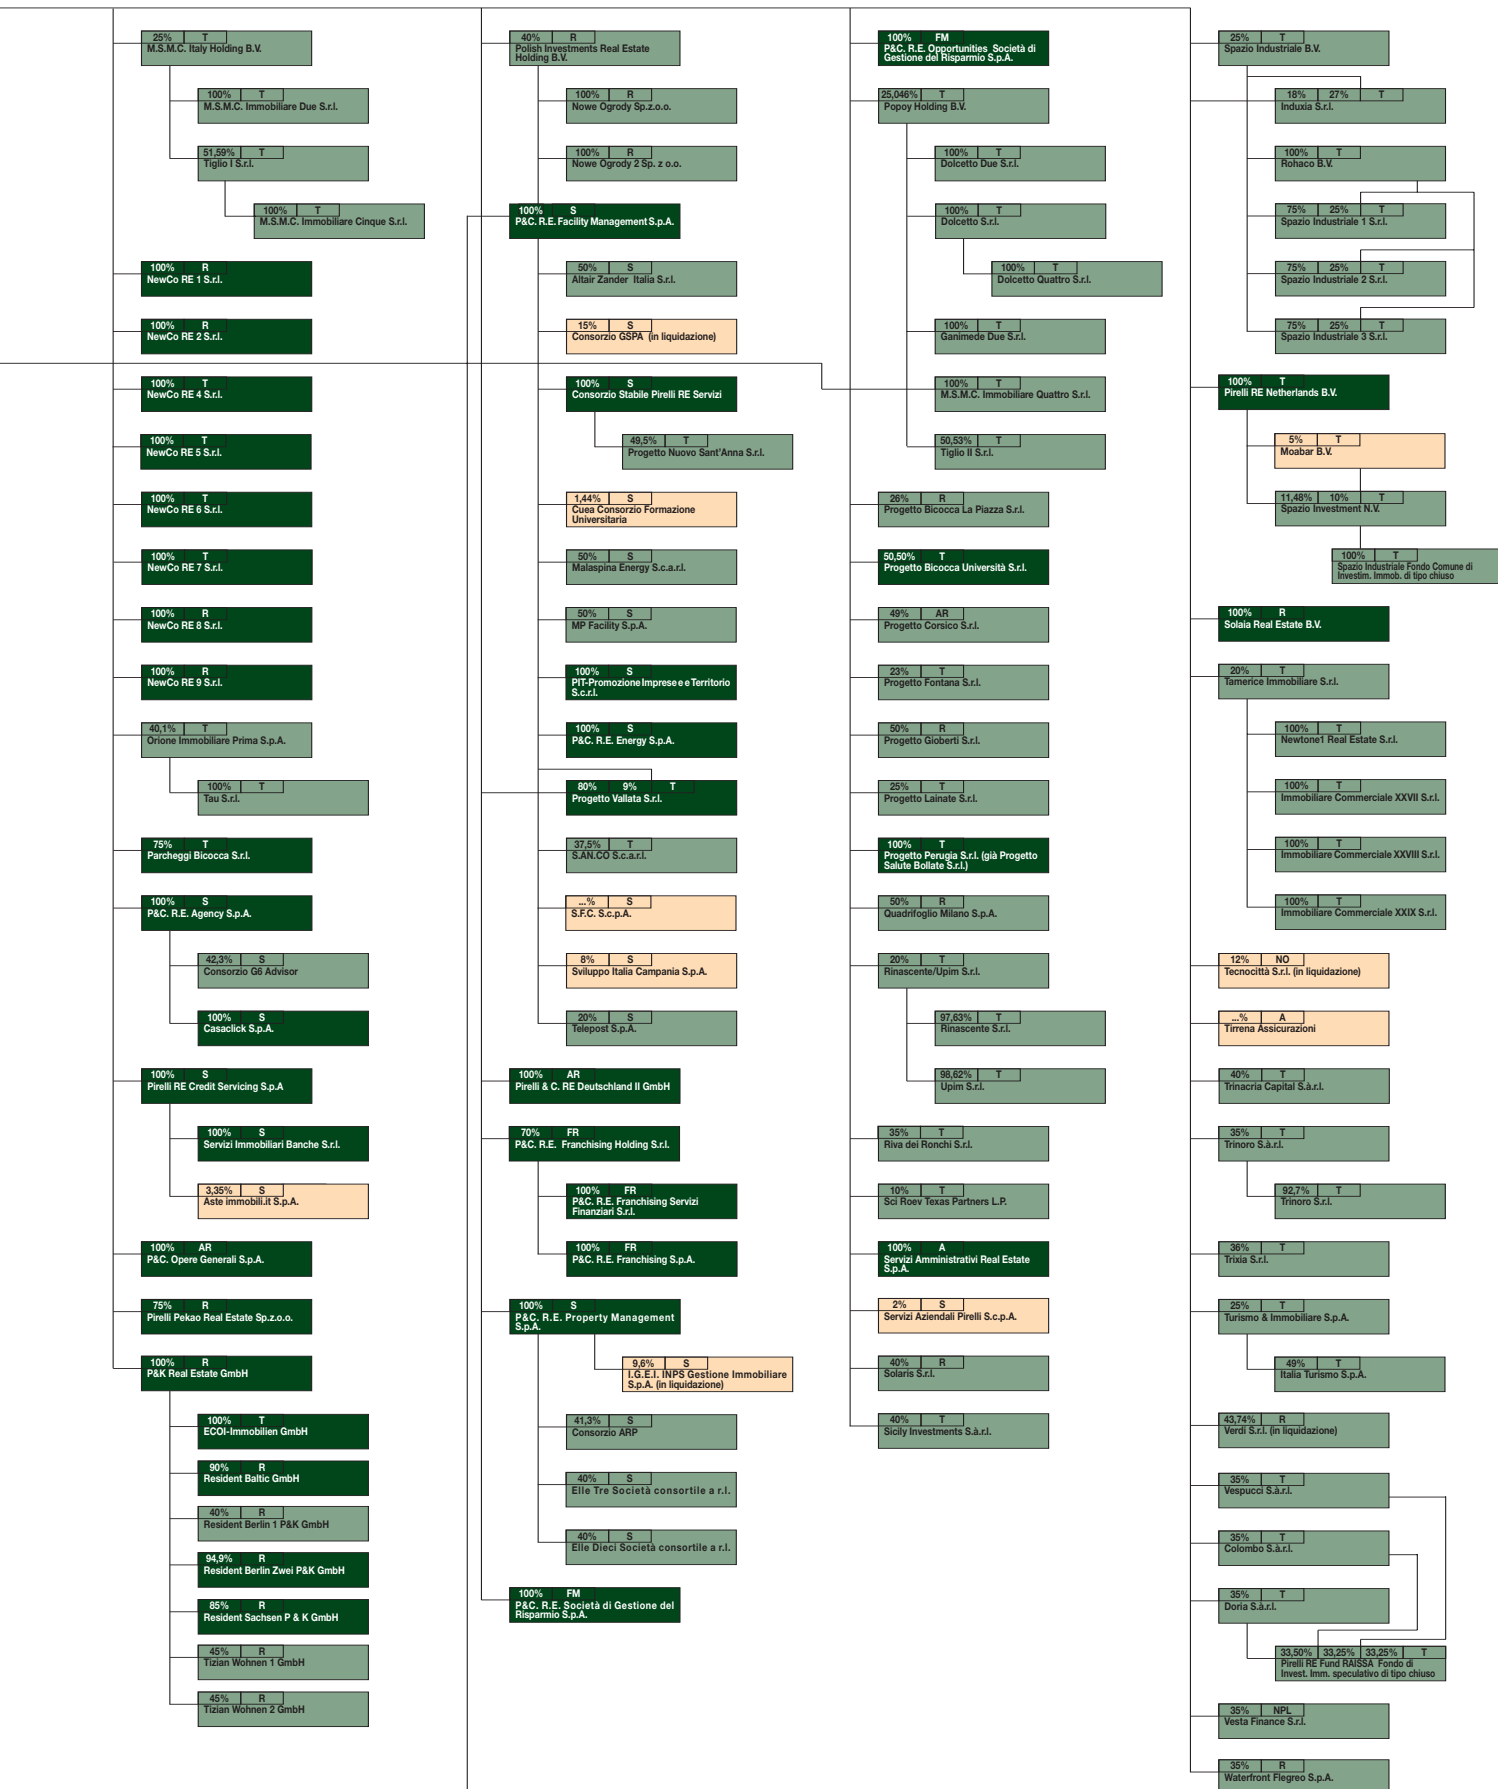 25% T
M.S.M.C. Italy Holding B.V.
100% T
M.S.M.C. Immobiliare Due S.r.l.
51,59% T
Tiglio I S.r.l.
100% T
M.S.M.C. Immobiliare Cinque S.r.l.
100% R
NewCo RE 1 S.r.l.
100% R
NewCo RE 2 S.r.l.
100% T
NewCo RE 4 S.r.l.
100% T
NewCo RE 5 S.r.l.
100% T
NewCo RE 6 S.r.l.
100% T
NewCo RE 7 S.r.l.
100% R
NewCo RE 8 S.r.l.
100% R
NewCo RE 9 S.r.l.
40,1% T
Orione Immobiliare Prima S.p.A.
100% T
Tau S.r.l.
75% T
Parcheggi Bicocca S.r.l.
100% S
P&C. R.E. Agency S.p.A.
42,3% S
Consorzio G6 Advisor
100% S
Casaclick S.p.A.
100% S
Pirelli RE Credit Servicing S.p.A
100% S
Servizi Immobiliari Banche S.r.l.
3,35% S
Aste immobili.it S.p.A.
100% AR
P&C. Opere Generali S.p.A.
75% R
Pirelli Pekao Real Estate Sp.z.o.o.
100% R
P&K Real Estate GmbH
100% T
ECOI-Immobilien GmbH
90% R
Resident Baltic GmbH
40% R
Resident Berlin 1 P&K GmbH
94,9% R
Resident Berlin Zwei P&K GmbH
85% R
Resident Sachsen P & K GmbH
45% R
Tizian Wohnen 1 GmbH
45% R
Tizian Wohnen 2 GmbH
40% R
Polish Investments Real Estate
Holding B.V.
100% R
Nowe Ogrody Sp.z.o.o.
100% R
Nowe Ogrody 2 Sp. z o.o.
100% S
P&C. R.E. Facility Management S.p.A.
50% S
Altair Zander Italia S.r.l.
15% S
Consorzio GSPA (in liquidazione)
100% S
Consorzio Stabile Pirelli RE Servizi
49,5% T
Progetto Nuovo Sant'Anna S.r.l.
1,44% S
Cuea Consorzio Formazione
Universitaria
50% S
Malaspina Energy S.c.a.r.l.
50% S
MP Facility S.p.A.
100% S
PIT-Promozione Imprese e e Territorio
S.c.r.l.
100% S
P&C. R.E. Energy S.p.A.
80% 9% T
Progetto Vallata S.r.l.
37,5% T
S.AN.CO S.c.a.r.l.
...% S
S.F.C. S.c.p.A.
8% S
Sviluppo Italia Campania S.p.A.
20% S
Telepost S.p.A.
100% AR
Pirelli & C. RE Deutschland II GmbH
70% FR
P&C. R.E. Franchising Holding S.r.l.
100% FR
P&C. R.E. Franchising Servizi
Finanziari S.r.l.
100% FR
P&C. R.E. Franchising S.p.A.
100% S
P&C. R.E. Property Management
S.p.A.
9,6% S
I.G.E.I. INPS Gestione Immobiliare
S.p.A. (in liquidazione)
41,3% S
Consorzio ARP
40% S
Elle Tre Società consortile a r.l.
40% S
Elle Dieci Società consortile a r.l.
100% FM
P&C. R.E. Società di Gestione del
Risparmio S.p.A.
100% FM
P&C. R.E. Opportunities Società di
Gestione del Risparmio S.p.A.
25,046% T
Popoy Holding B.V.
100% T
Dolcetto Due S.r.l.
100% T
Dolcetto S.r.l.
100% T
Dolcetto Quattro S.r.l.
100% T
Ganimede Due S.r.l.
100% T
M.S.M.C. Immobiliare Quattro S.r.l.
50,53% T
Tiglio II S.r.l.
26% R
Progetto Bicocca La Piazza S.r.l.
50,50% T
Progetto Bicocca Università S.r.l.
49% AR
Progetto Corsico S.r.l.
23% T
Progetto Fontana S.r.l.
50% R
Progetto Gioberti S.r.l.
25% T
Progetto Lainate S.r.l.
100% T
Progetto Perugia S.r.l. (già Progetto
Salute Bollate S.r.l.)
50% R
Quadrifoglio Milano S.p.A.
20% T
Rinascente/Upim S.r.l.
97,63% T
Rinascente S.r.l.
98,62% T
Upim S.r.l.
35% T
Riva dei Ronchi S.r.l.
10% T
Sci Roev Texas Partners L.P.
100% A
Servizi Amministrativi Real Estate
S.p.A.
2% S
Servizi Aziendali Pirelli S.c.p.A.
40% R
Solaris S.r.l.
40% T
Sicily Investments S.à.r.l.
25% T
Spazio Industriale B.V.
18% 27% T
Induxia S.r.l.
100% T
Rohaco B.V.
75% 25% T
Spazio Industriale 1 S.r.l.
75% 25% T
Spazio Industriale 2 S.r.l.
75% 25% T
Spazio Industriale 3 S.r.l.
100% T
Pirelli RE Netherlands B.V.
5% T
Moabar B.V.
11,48% 10% T
Spazio Investment N.V.
100% T
Spazio Industriale Fondo Comune di
Investim. Immob. di tipo chiuso
100% R
Solaia Real Estate B.V.
20% T
Tamerice Immobiliare S.r.l.
100% T
Newtone1 Real Estate S.r.l.
100% T
Immobiliare Commerciale XXVII S.r.l.
100% T
Immobiliare Commerciale XXVIII S.r.l.
100% T
Immobiliare Commerciale XXIX S.r.l.
12% NO
Tecnocittà S.r.l. (in liquidazione)
...% A
Tirrena Assicurazioni
40% T
Trinacria Capital S.à.r.l.
35% T
Trinoro S.à.r.l.
92,7% T
Trinoro S.r.l.
36% T
Trixia S.r.l.
25% T
Turismo & Immobiliare S.p.A.
49% T
Italia Turismo S.p.A.
43,74% R
Verdi S.r.l. (in liquidazione)
35% T
Vespucci S.à.r.l.
35% T
Colombo S.à.r.l.
35% T
Doria S.à.r.l.
33,50% 33,25% 33,25% T
Pirelli RE Fund RAISSA Fondo di
Invest. Imm. speculativo di tipo chiuso
35% NPL
Vesta Finance S.r.l.
35% R
Waterfront Flegreo S.p.A.